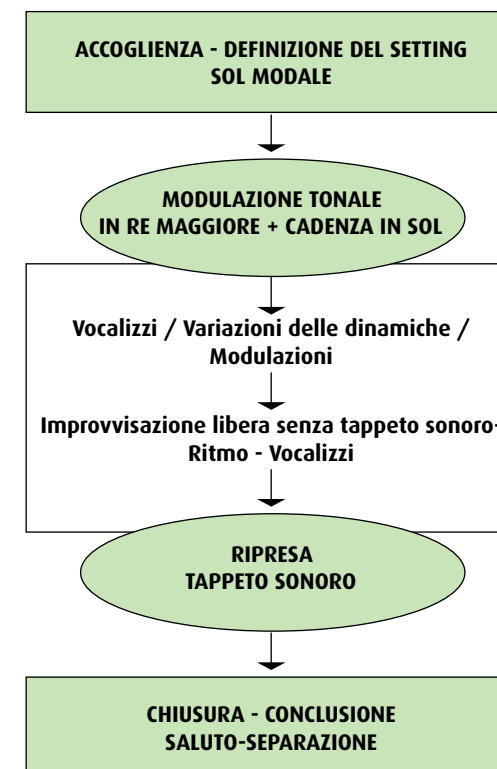 ACCOGLIENZA - DEFINIZIONE DEL SETTING
SOL MODALE
MODULAZIONE TONALE
IN RE MAGGIORE + CADENZA IN SOL
Vocalizzi / Variazioni delle dinamiche /
Modulazioni
Improvvisazione libera senza tappeto sonoro-
Ritmo - Vocalizzi
RIPRESA
TAPPETO SONORO
CHIUSURA - CONCLUSIONE
SALUTO-SEPARAZIONE